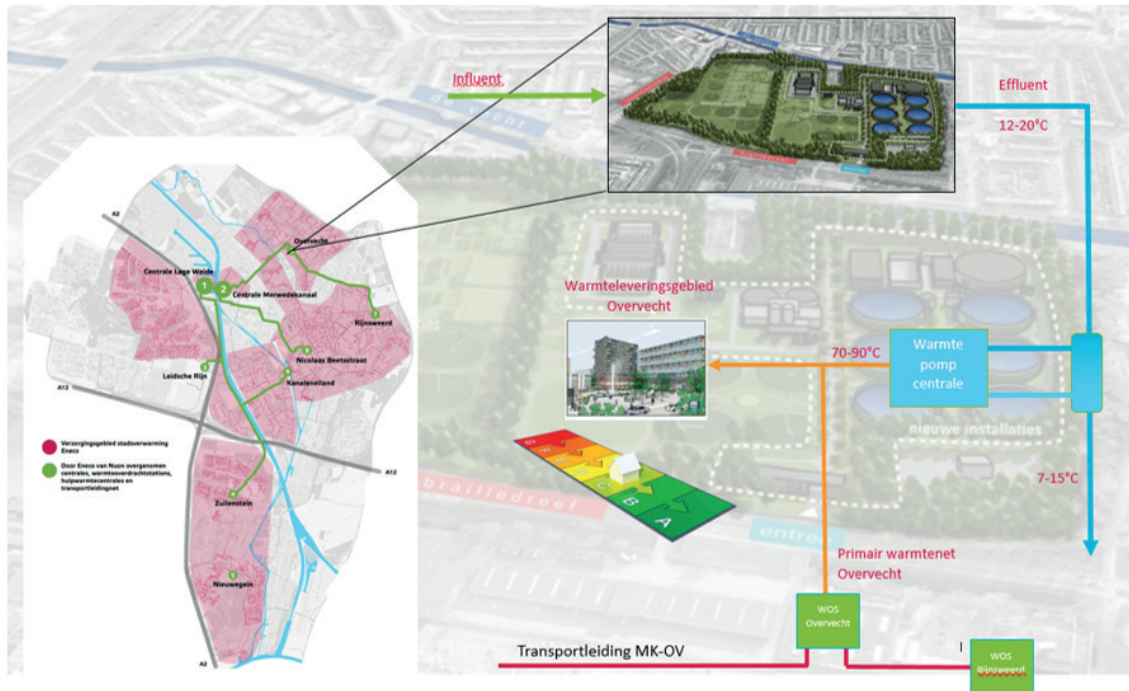 Influent
Effluent
12-20°C
A2
Overvecht
Centrale Lage Weide
1
2
Centrale Merwedekanaal
Rijnsweerd
Nicolaas Beetsstraat
Leidsche Rijn
Kanaleneiland
A12
A12
Verzorgingsgebied stadsverwarming
Eneco
Door Eneco van Nuon overgenomen
centrales, warmteoverdrachtstations,
hulpwarmtecentrales en
transportleidingnet
Zuilenstein
Nieuwegein
A2
Warmteleveringsgebied
Overvecht
70-90°C
Warmte
pomp
centrale
nieuwe installaties
7-15°C
C
B
A
brailledreef
entree
Primair warmtenet
Overvecht
WOS
Overvecht
Transportleiding MK-OV
WOS
Rijnsweerd